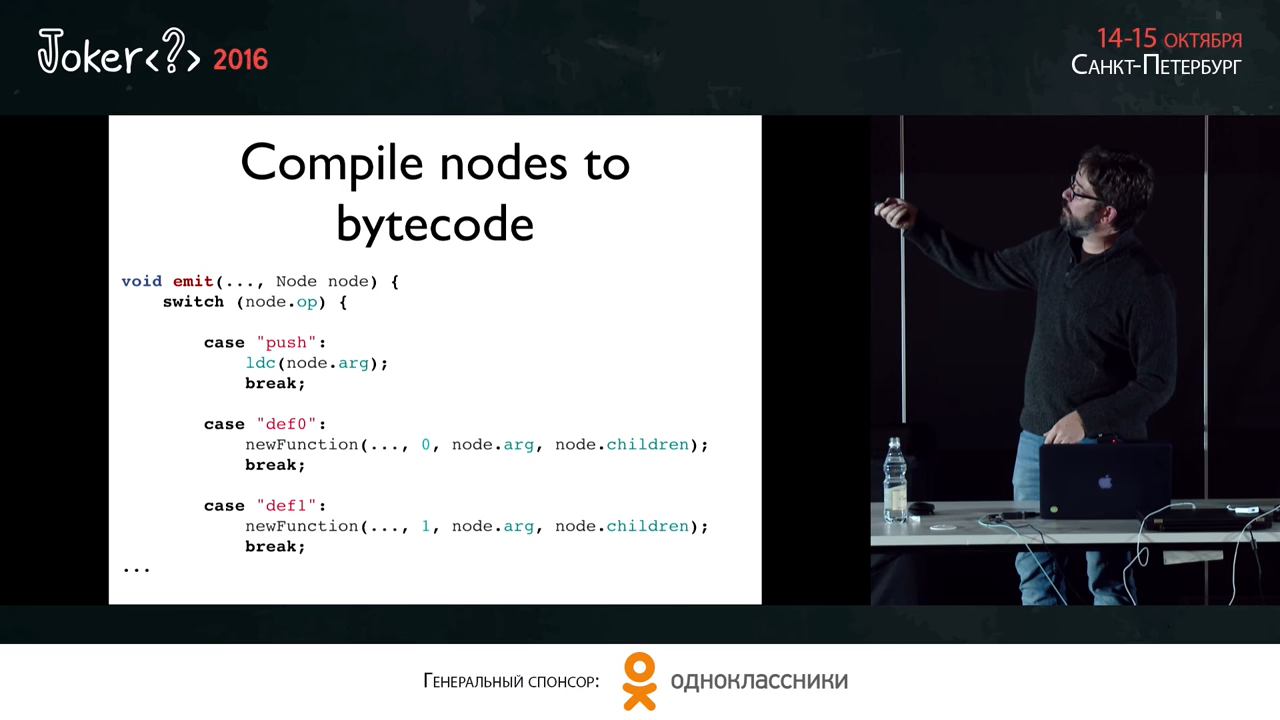 Joker<?> 2016
14-15 октября
Санкт-Петербург
Compile nodes to
bytecode
void emit(..., Node node) {
switch (node.op) {
case "push":
ldc(node.arg);
break;
case "def0":
newFunction(..., 0, node.arg, node.children);
break;
case "def1":
newFunction(..., 1, node.arg, node.children);
break;
...
Генеральный спонсор:
одноклассники